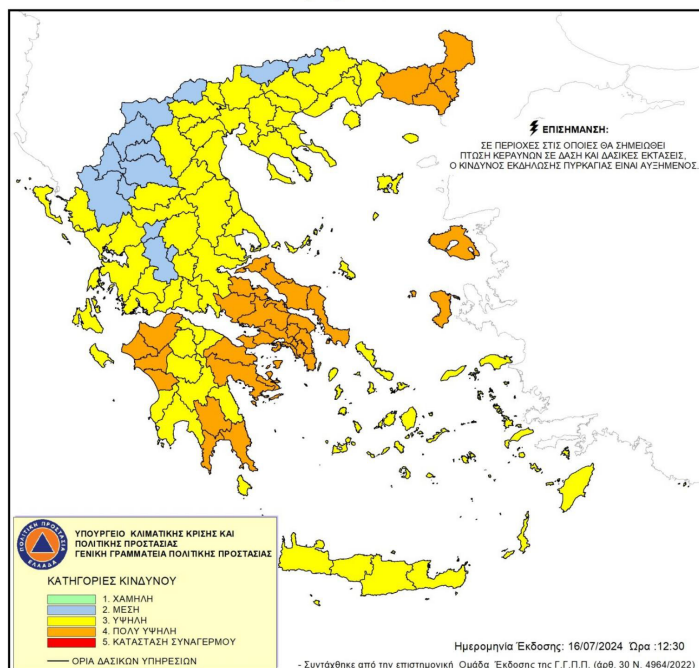 ΕΠΙΣΗΜΑΝΣΗ:
ΣΕ ΠΕΡΙΟΧΕΣ ΣΤΙΣ ΟΠΟΙΕΣ ΘΑ ΣΗΜΕΙΩΘΕΙ
ΠΤΩΣΗ ΚΕΡΑΥΝΩΝ ΣΕ ΔΑΣΗ ΚΑΙ ΔΑΣΙΚΕΣ ΕΚΤΑΣΕΙΣ,
Ο ΚΙΝΔΥΝΟΣ ΕΚΔΗΛΩΣΗΣ ΠΥΡΚΑΓΙΑΣ ΕΙΝΑΙ ΑΥΞΗΜΕΝΟΣ.
ΠΟΛΙΤΙΚΗ ΠΡΟΣΤΑΣΙΑ
ΕΛΛΑΔΑ
ΥΠΟΥΡΓΕΙΟ ΚΛΙΜΑΤΙΚΗΣ ΚΡΙΣΗΣ ΚΑΙ
ΠΟΛΙΤΙΚΗΣ ΠΡΟΣΤΑΣΙΑΣ
ΓΕΝΙΚΗ ΓΡΑΜΜΑΤΕΙΑ ΠΟΛΙΤΙΚΗΣ ΠΡΟΣΤΑΣΙΑΣ
ΚΑΤΗΓΟΡΙΕΣ ΚΙΝΔΥΝΟΥ
1. ΧΑΜΗΛΗ
2. ΜΕΣΗ
3. ΥΨΗΛΗ
4. ΠΟΛΥ ΥΨΗΛΗ
5. ΚΑΤΑΣΤΑΣΗ ΣΥΝΑΓΕΡΜΟΥ
ΟΡΙΑ ΔΑΣΙΚΩΝ ΥΠΗΡΕΣΙΩΝ
Ημερομηνία Έκδοσης: 16/07/2024 Ώρα :12:30
- Συντάχθηκε από την επιστημονική Ομάδα Έκδοσης της Γ.Γ.Π.Π. (άρθ. 30 Ν. 4964/2022)